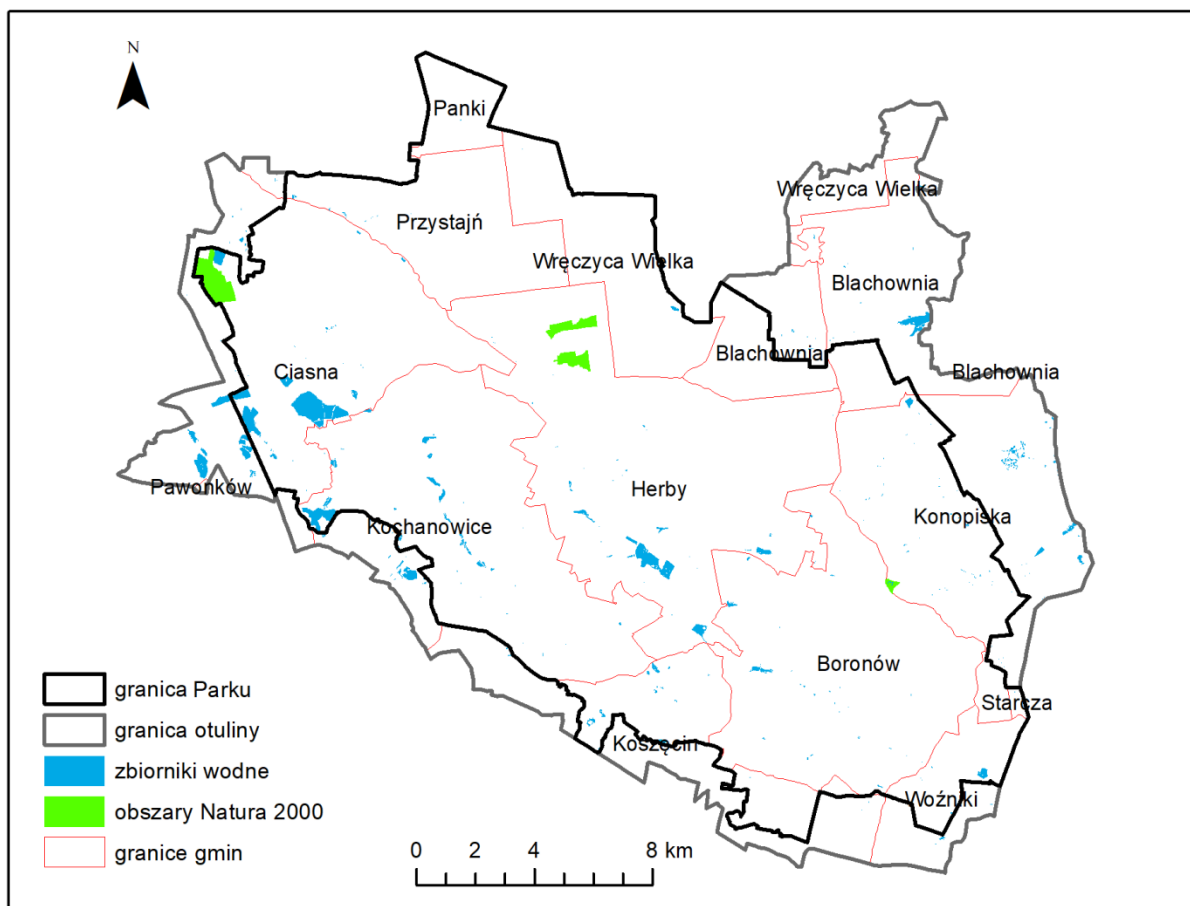 N
Panki
Wręczyca Wielka
Przystajń
Wręczyca Wielka
Blachownia
Blachownia
Blachownia
Ciasna
Pawonków
Herby
Kochanowice
Konopiska
Boronów
Starcza
Koszęcin
Woźniki
granica Parku
granica otuliny
zbiorniki wodne
obszary Natura 2000
granice gmin
0 2 4 8 km